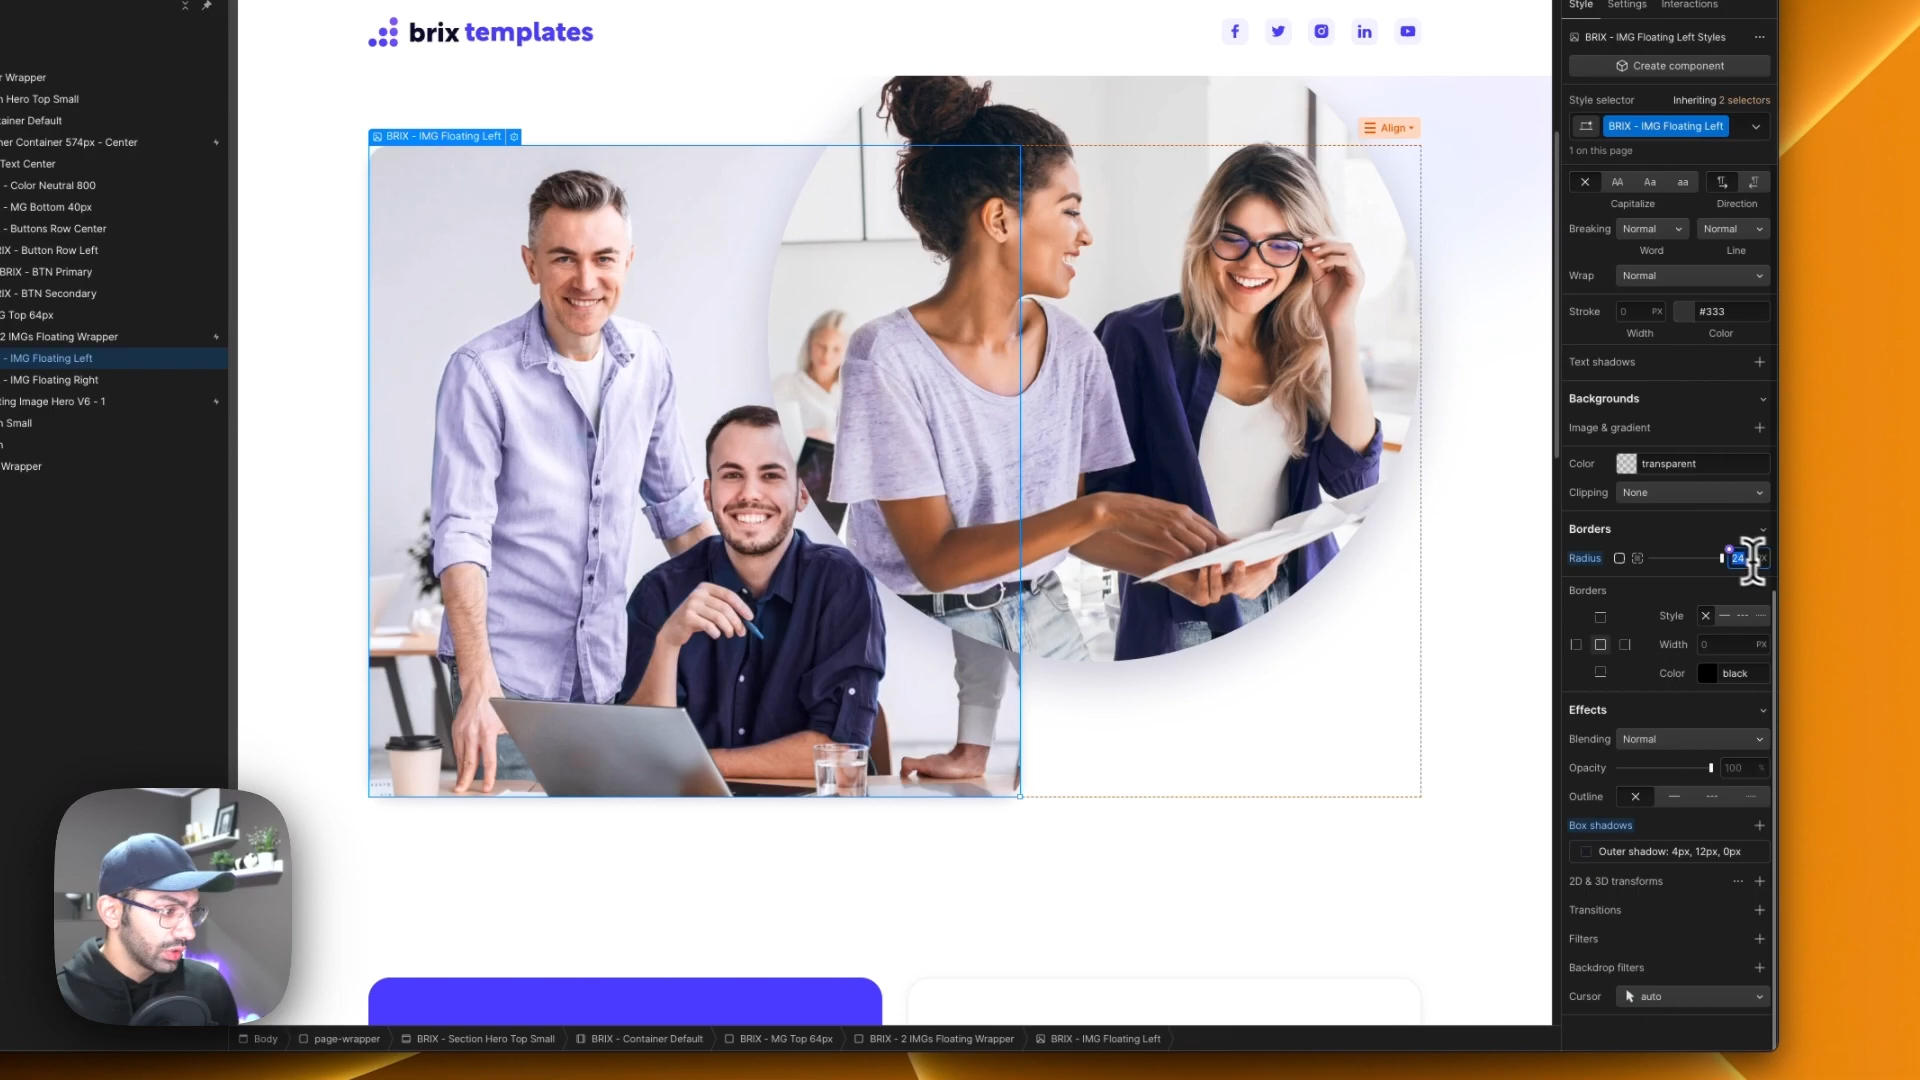 r Wrapper
n Hero Top Small
tainer Default
ner Container 574px - Center
Text Center
- Color Neutral 800
- MG Bottom 40px
- Buttons Row Center
RIX - Button Row Left
BRIX - BTN Primary
RIX - BTN Secondary
G Top 64px
2 IMGs Floating Wrapper
- IMG Floating Left
- IMG Floating Right
ting Image Hero V6 - 1
n Small
n
Wrapper
brix templates
BRIX - IMG Floating Left
Align
Style Settings Interactions
BRIX - IMG Floating Left Styles
Create component
Style selector Inheriting 2 selectors
BRIX - IMG Floating Left
1 on this page
AA Aa aa
Capitalize Direction
Breaking Normal Normal
Word Line
Wrap Normal
Stroke 0 PX #333
Width Color
Text shadows
Backgrounds
Image & gradient
Color transparent
Clipping None
Borders
Radius 24
Borders
Style
Width 0 PX
Color black
Effects
Blending Normal
Opacity 100 %
Outline
Box shadows
Outer shadow: 4px, 12px, 0px
2D & 3D transforms
Transitions
Filters
Backdrop filters
Cursor auto
Body page-wrapper BRIX - Section Hero Top Small BRIX - Container Default BRIX - MG Top 64px BRIX - 2 IMGs Floating Wrapper BRIX - IMG Floating Left